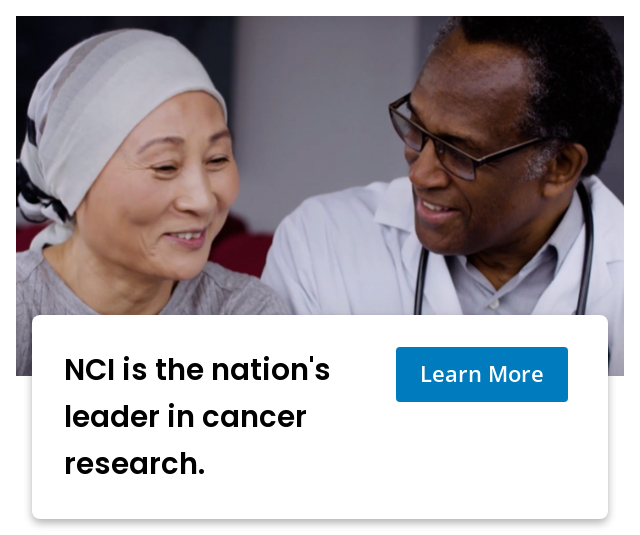 NCI is the nation's
leader in cancer
research.
Learn More